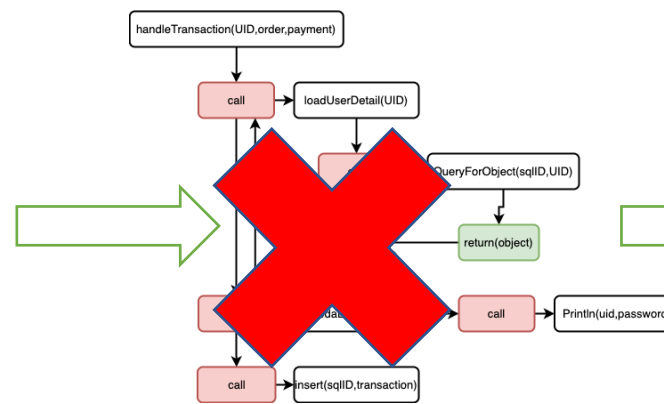 handleTransaction(UID,order,payment)
call
loadUserDetail(UID)
QueryForObject(sqlID,UID)
return(object)
call
Println(uid,password
call
insert(sqlID,transaction)